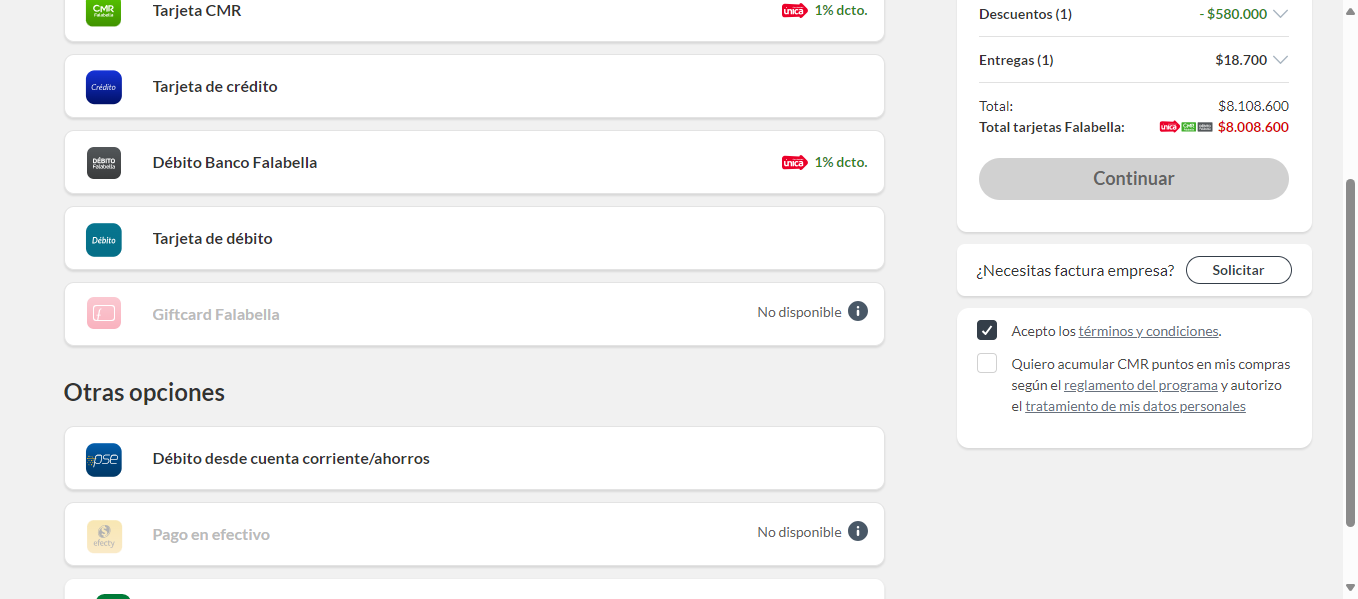 CMR
Falabella
Tarjeta CMR
unica
1% dcto.
Crédito
Tarjeta de crédito
DÉBITO
Falabella
Débito Banco Falabella
unica
1% dcto.
Débito
Tarjeta de débito
f
Giftcard Falabella
No disponible
i
Otras opciones
pse
Débito desde cuenta corriente/ahorros
efecty
Pago en efectivo
No disponible
i
Descuentos (1)
- $580.000
Entregas (1)
$18.700
Total:
$8.108.600
Total tarjetas Falabella:
unica
CMR
$8.008.600
Continuar
¿Necesitas factura empresa?
Solicitar
Acepto los términos y condiciones.
Quiero acumular CMR puntos en mis compras
según el reglamento del programa y autorizo
el tratamiento de mis datos personales